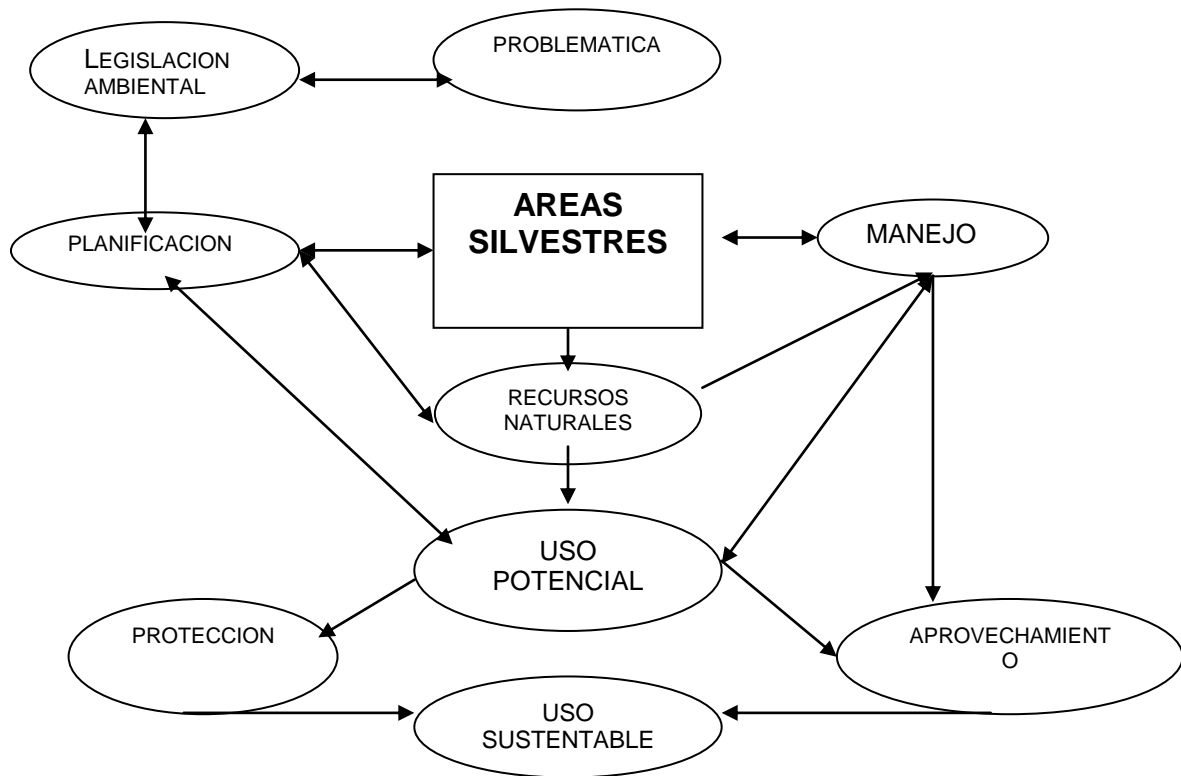 LEGISLACION
AMBIENTAL
PROBLEMATICA
AREAS
SILVESTRES
PLANIFICACION
MANEJO
RECURSOS
NATURALES
USO
POTENCIAL
PROTECCION
APROVECHAMIENT
O
USO
SUSTENTABLE